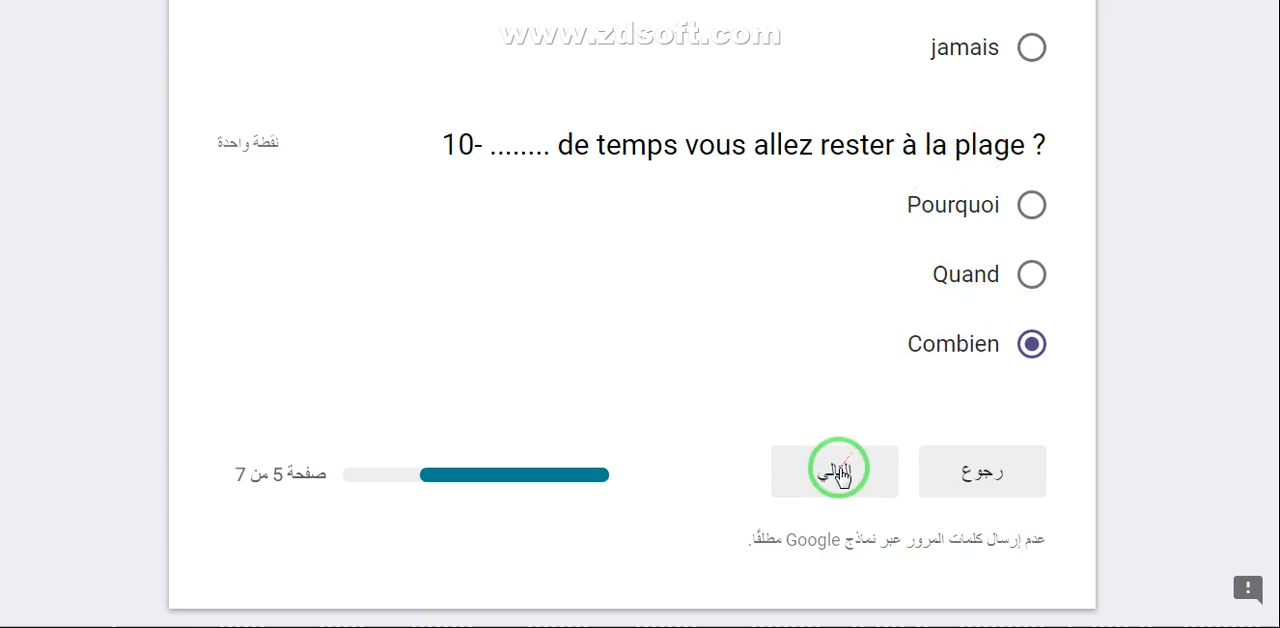 www.zdsoft.com
jamais
10- ........ de temps vous allez rester à la plage ?
نقطة واحدة
Pourquoi
Quand
Combien
رجوع
التالي
صفحة 5 من 7
عدم إرسال كلمات المرور عبر نماذج Google مطلقًا.